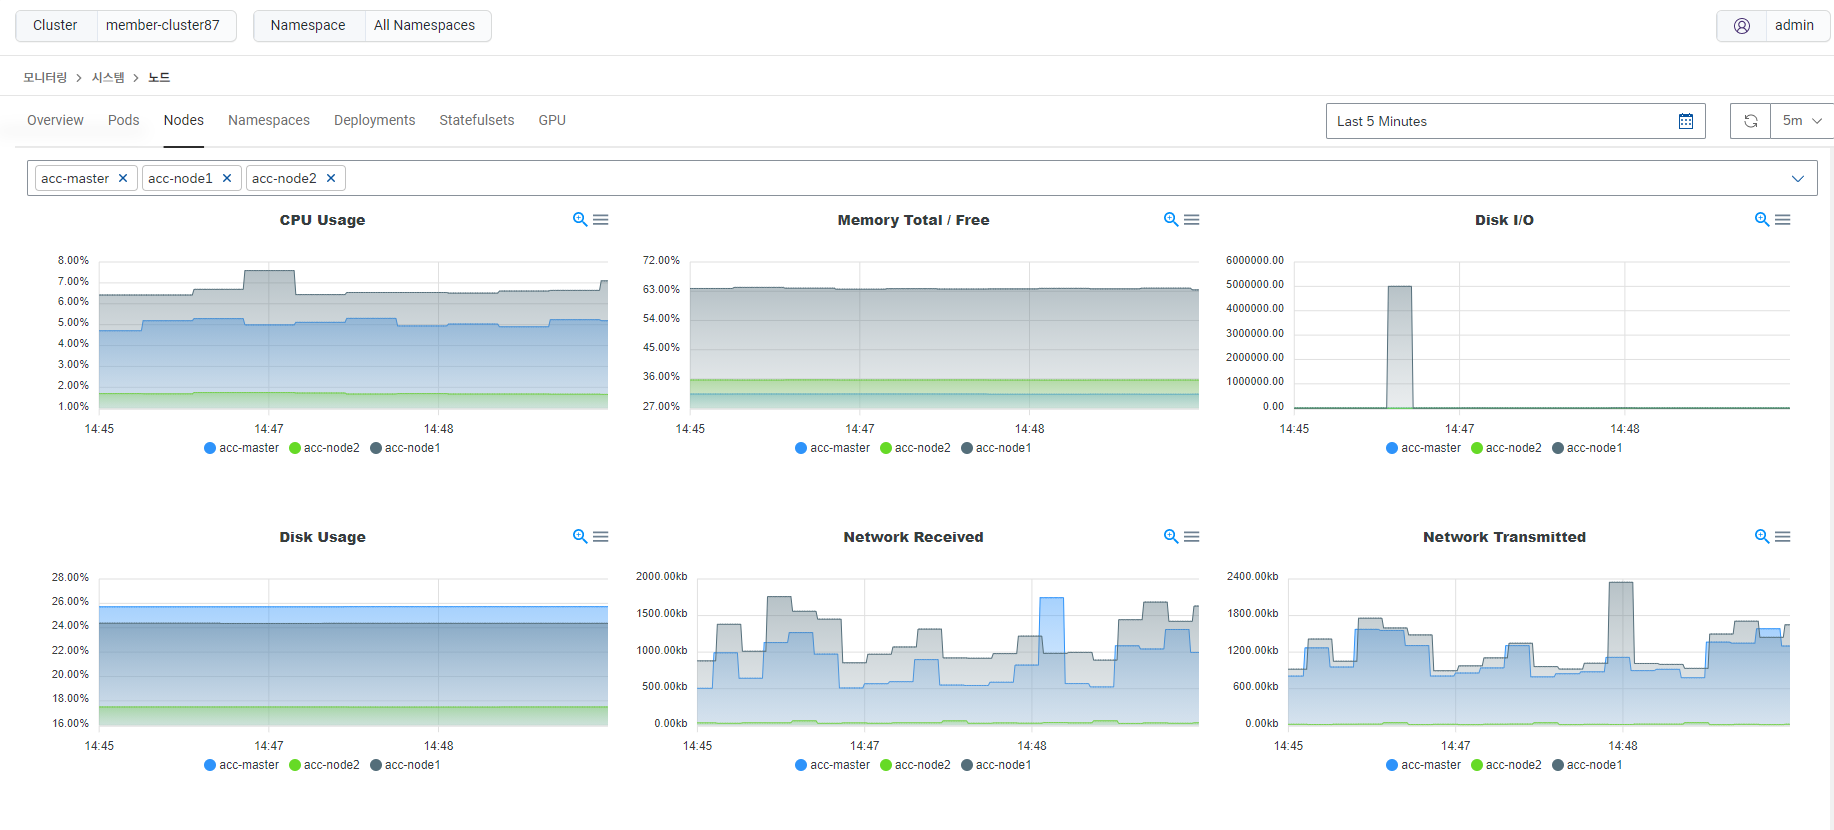 Cluster member-cluster87 Namespace All Namespaces admin
모니터링 > 시스템 > 노드
Overview Pods Nodes Namespaces Deployments Statefulsets GPU Last 5 Minutes 5m
acc-master × acc-node1 × acc-node2 ×
CPU Usage
8.00%
7.00%
6.00%
5.00%
4.00%
3.00%
2.00%
1.00%
14:45 14:47 14:48
acc-master acc-node2 acc-node1
Memory Total / Free
72.00%
63.00%
54.00%
45.00%
36.00%
27.00%
14:45 14:47 14:48
acc-master acc-node2 acc-node1
Disk I/O
6000000.00
5000000.00
4000000.00
3000000.00
2000000.00
1000000.00
0.00
14:45 14:47 14:48
acc-master acc-node2 acc-node1
Disk Usage
28.00%
26.00%
24.00%
22.00%
20.00%
18.00%
16.00%
14:45 14:47 14:48
acc-master acc-node2 acc-node1
Network Received
2000.00kb
1500.00kb
1000.00kb
500.00kb
0.00kb
14:45 14:47 14:48
acc-master acc-node2 acc-node1
Network Transmitted
2400.00kb
1800.00kb
1200.00kb
600.00kb
0.00kb
14:45 14:47 14:48
acc-master acc-node2 acc-node1